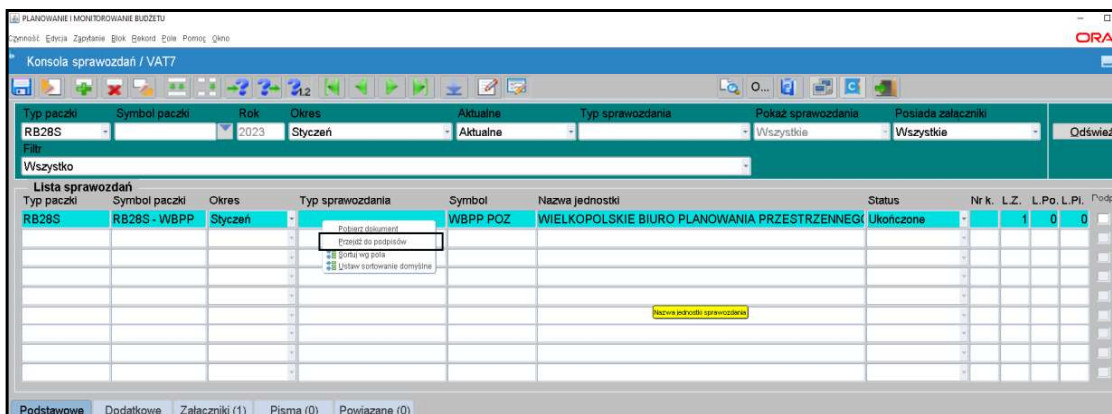 PLANOWANIE I MONITOROWANIE BUDŻETU
Czynność Edycja Zapytanie Blok Rekord Pole Pomoc Okno
ORA
Konsola sprawozdań / VAT7
1,2 O...
Typ paczki Symbol paczki Rok Okres Aktualne Typ sprawozdania Pokaż sprawozdania Posiada załączniki
RB28S 2023 Styczeń Aktualne Wszystkie Wszystkie Odśwież
Filtr
Wszystko
Lista sprawozdań
Typ paczki Symbol paczki Okres Typ sprawozdania Symbol Nazwa jednostki Status Nr k. L.Z. L.Po. L.Pi. Podp
RB28S RB28S - WBPP Styczeń WBPP POZ WIELKOPOLSKIE BIURO PLANOWANIA PRZESTRZENNEGO Ukończone 1 0 0
Pobierz dokument
Przejdź do podpisów
Sortuj wg pola
Ustaw sortowanie domyślne
Nazwa jednostki sprawozdania
Podstawowe Dodatkowe Załączniki (1) Pisma (0) Powiązane (0)